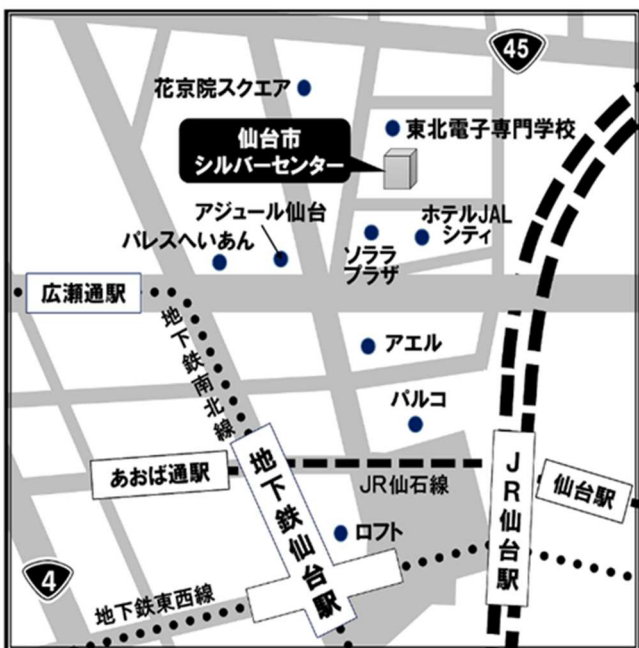 45
花京院スクエア
東北電子専門学校
仙台市
シルバーセンター
アジュール仙台
パレスへいあん
ホテルJAL
シティ
ソララ
プラザ
広瀬通駅
地下鉄南北線
アエル
パルコ
あおば通駅
JR仙石線
地下鉄仙台駅
JR仙台駅
仙台駅
ロフト
4
地下鉄東西線